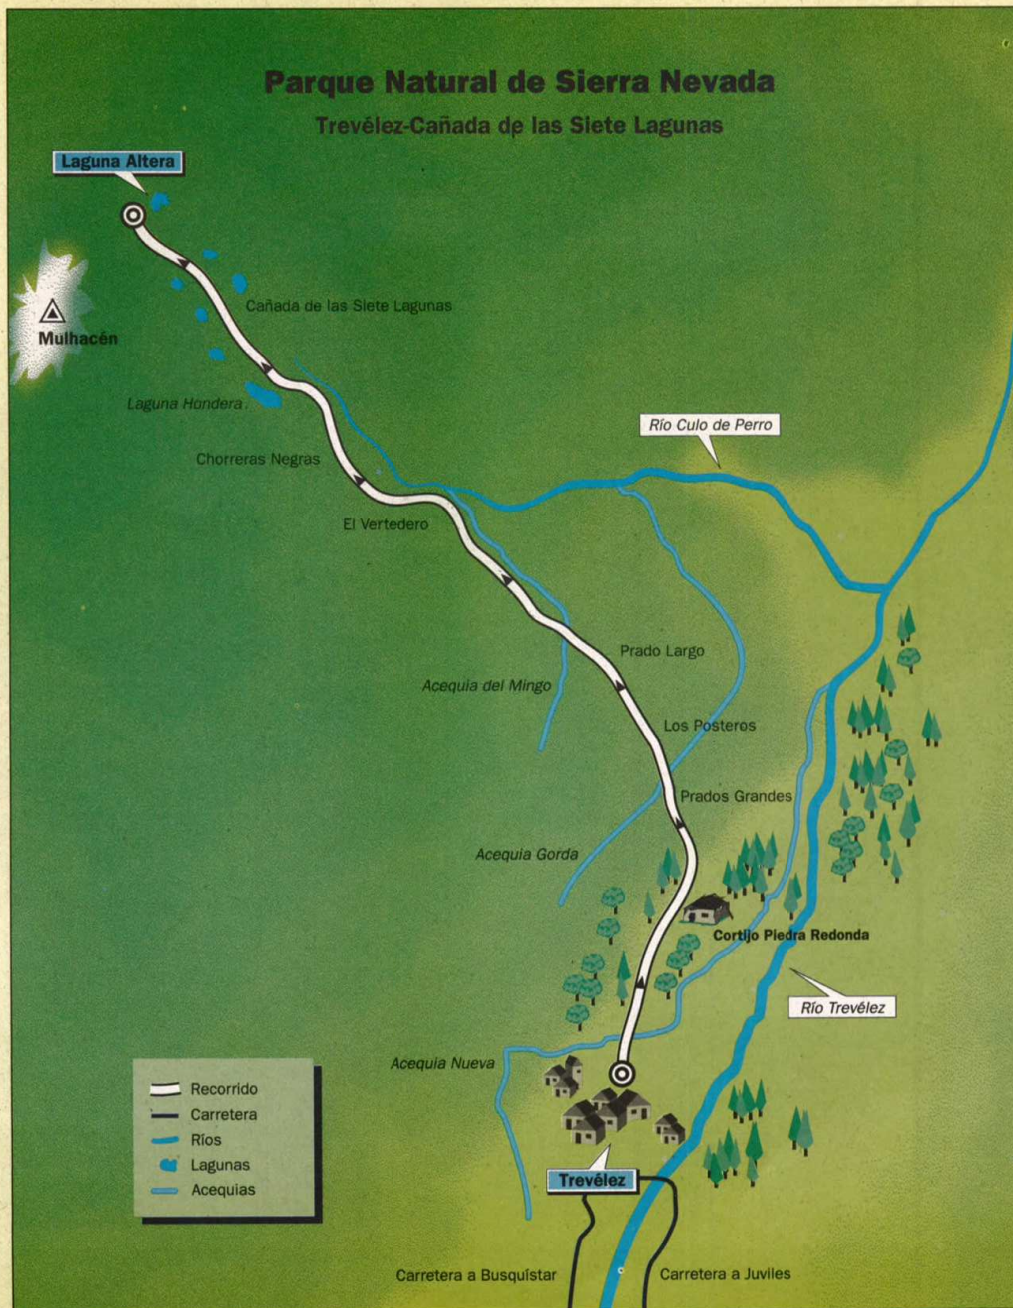 Parque Natural de Sierra Nevada
Trevélez-Cañada de las Siete Lagunas
Laguna Altera
Cañada de las Siete Lagunas
Mulhacén
Laguna Hondera
Río Culo de Perro
Chorreras Negras
El Vertedero
Prado Largo
Acequia del Mingo
Los Posteros
Prados Grandes
Acequia Gorda
Cortijo Piedra Redonda
Río Trevélez
Acequia Nueva
Recorrido
Carretera
Ríos
Lagunas
Acequias
Trevélez
Carretera a Busquístar
Carretera a Juviles